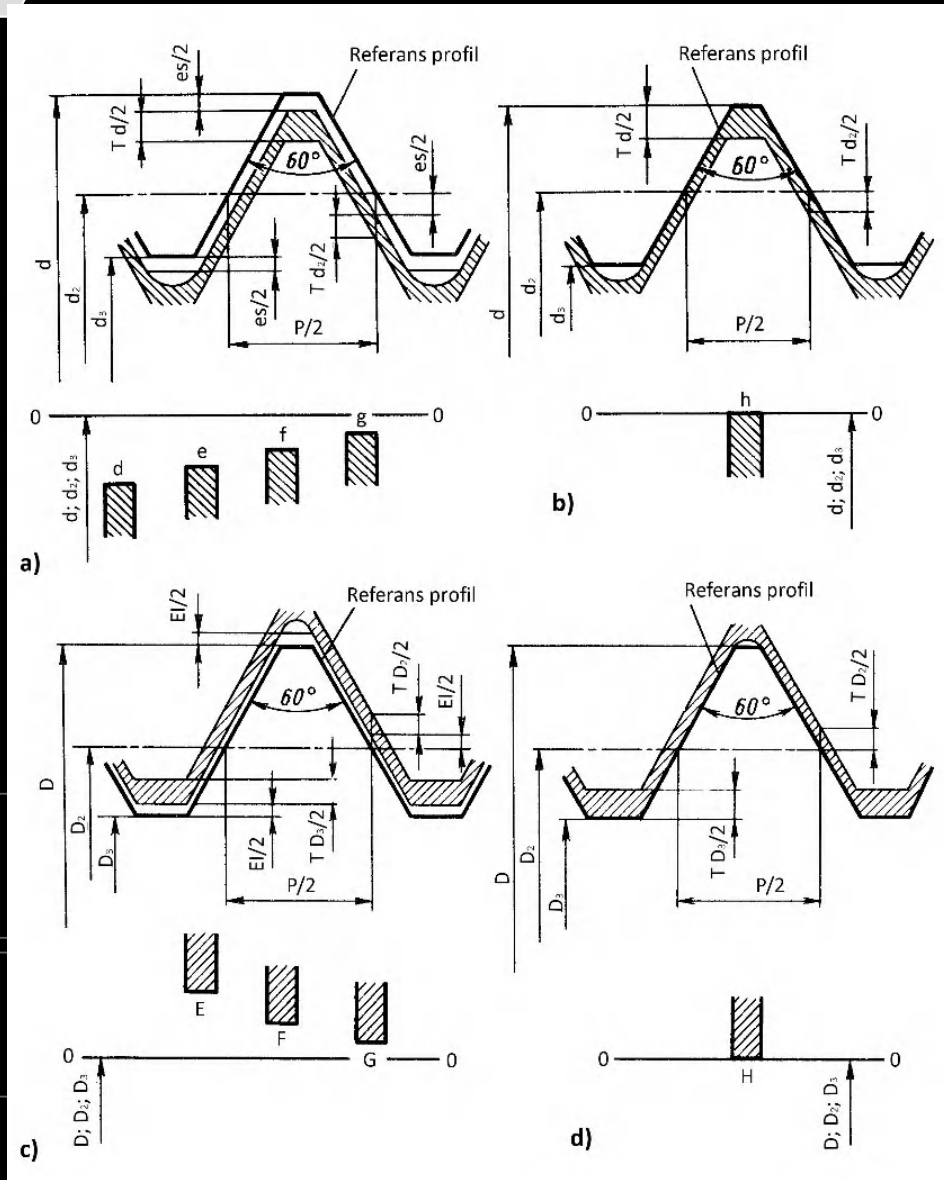 Referans profil
es/2
T d/2
60°
es/2
T d₂/2
es/2
P/2
d
d₂
d₃
0
0
d
e
f
g
d; d₂; d₃
a)
Referans profil
T d/2
60°
T d₂/2
P/2
d
d₂
d₃
0
h
0
d; d₂; d₃
b)
Referans profil
EI/2
60°
T D₂/2
EI/2
T D₃/2
EI/2
P/2
D
D₂
D₃
E
F
G
0
0
D; D₂; D₃
c)
Referans profil
60°
T D₂/2
T D₃/2
P/2
D
D₂
D₃
0
H
0
D; D₂; D₃
d)